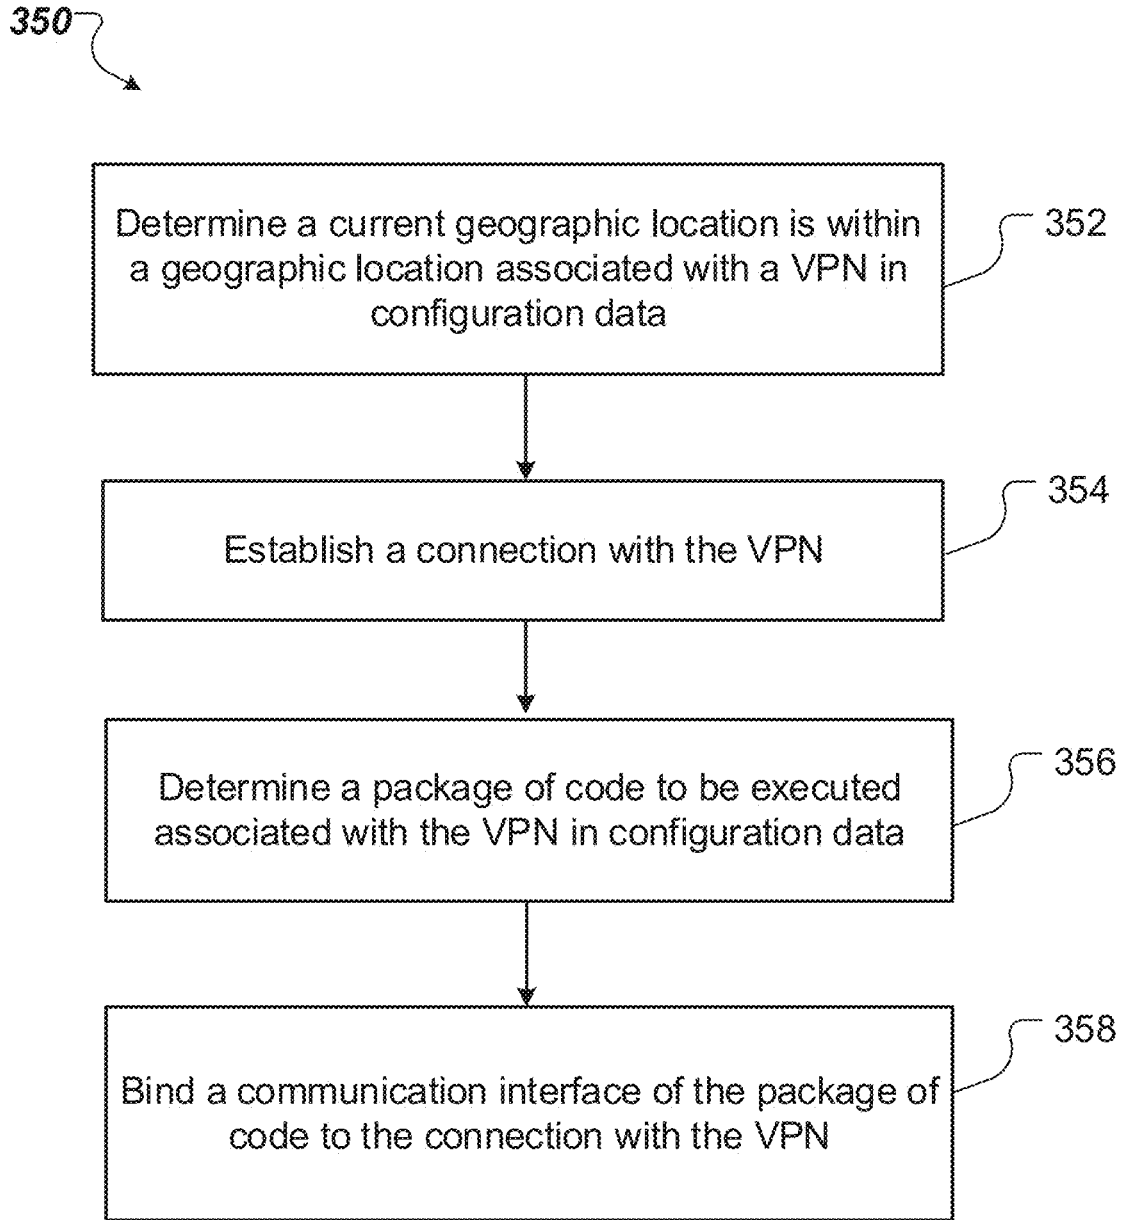 350
Determine a current geographic location is within
a geographic location associated with a VPN in
configuration data
352
Establish a connection with the VPN
354
Determine a package of code to be executed
associated with the VPN in configuration data
356
Bind a communication interface of the package of
code to the connection with the VPN
358